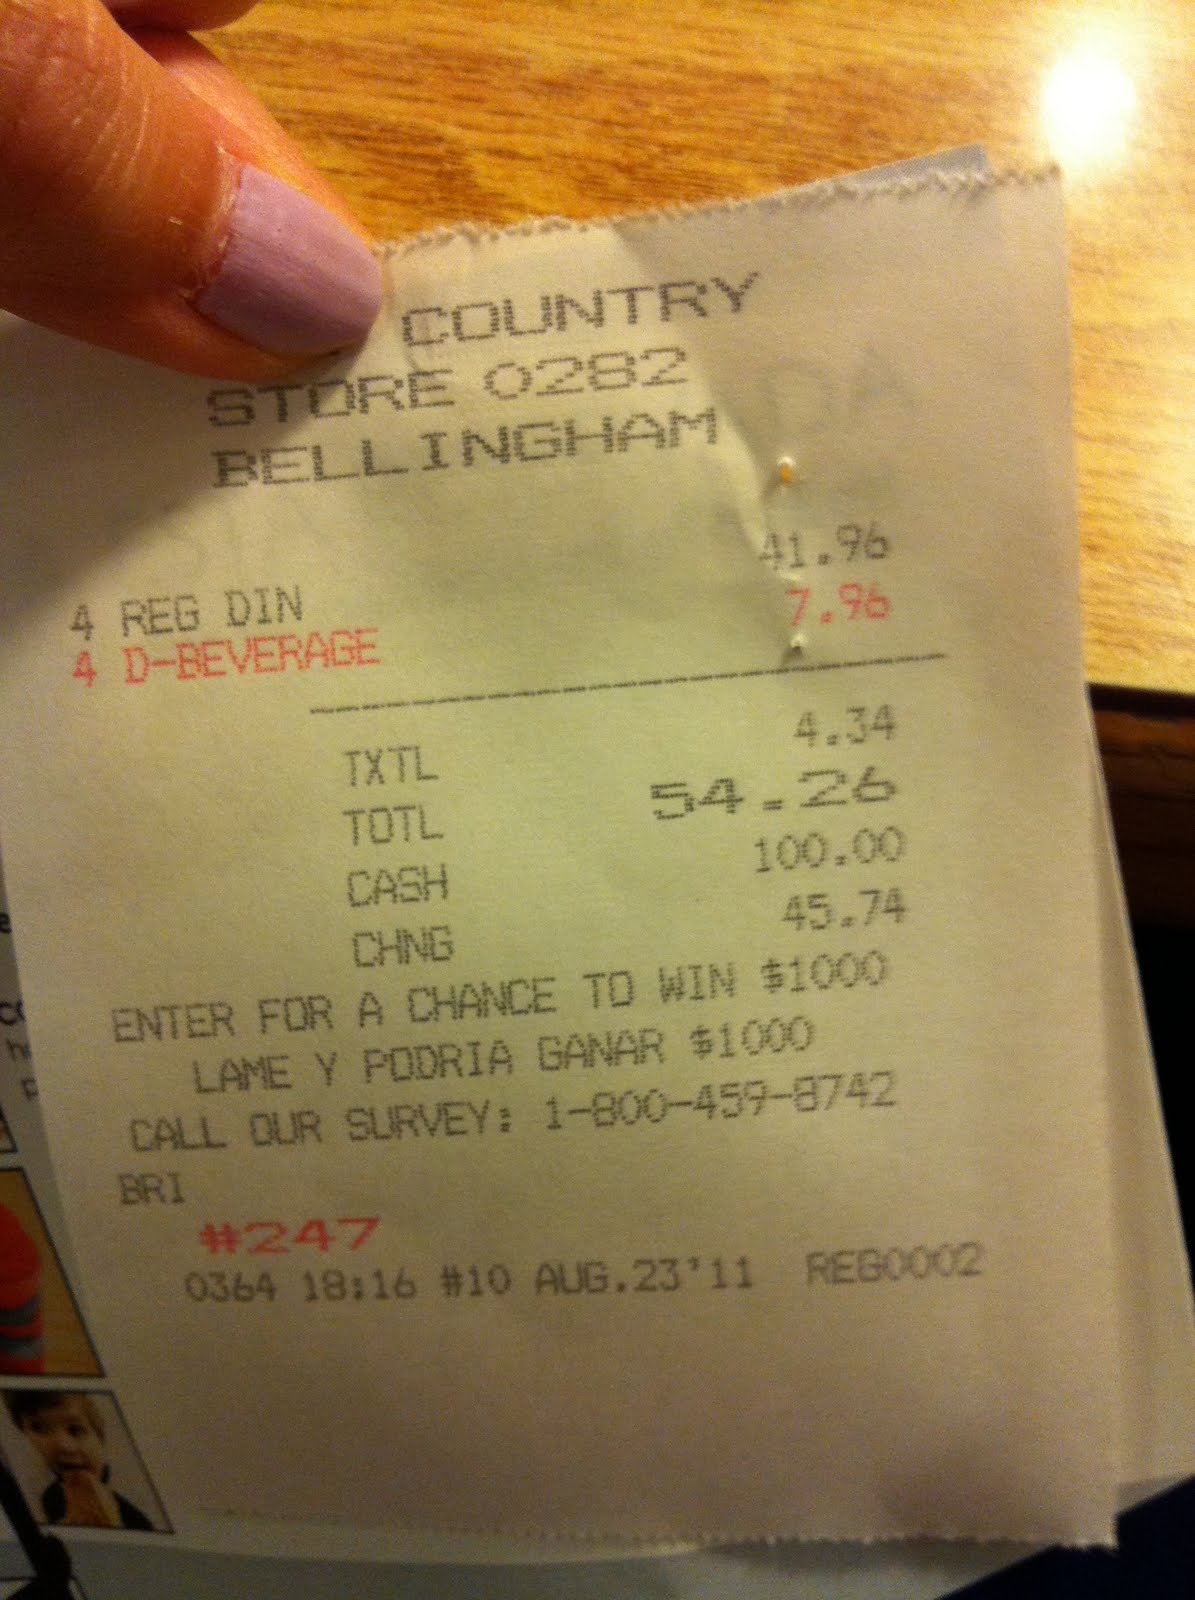 COUNTRY
STORE 0282
BELLINGHAM
4 REG DIN 41.96
4 D-BEVERAGE 7.96
TXTL 4.34
TOTL 54.26
CASH 100.00
CHNG 45.74
ENTER FOR A CHANCE TO WIN $1000
LAME Y PODRIA GANAR $1000
CALL OUR SURVEY: 1-800-459-8742
BRI
#247
0364 18:16 #10 AUG.23'11 REG0002